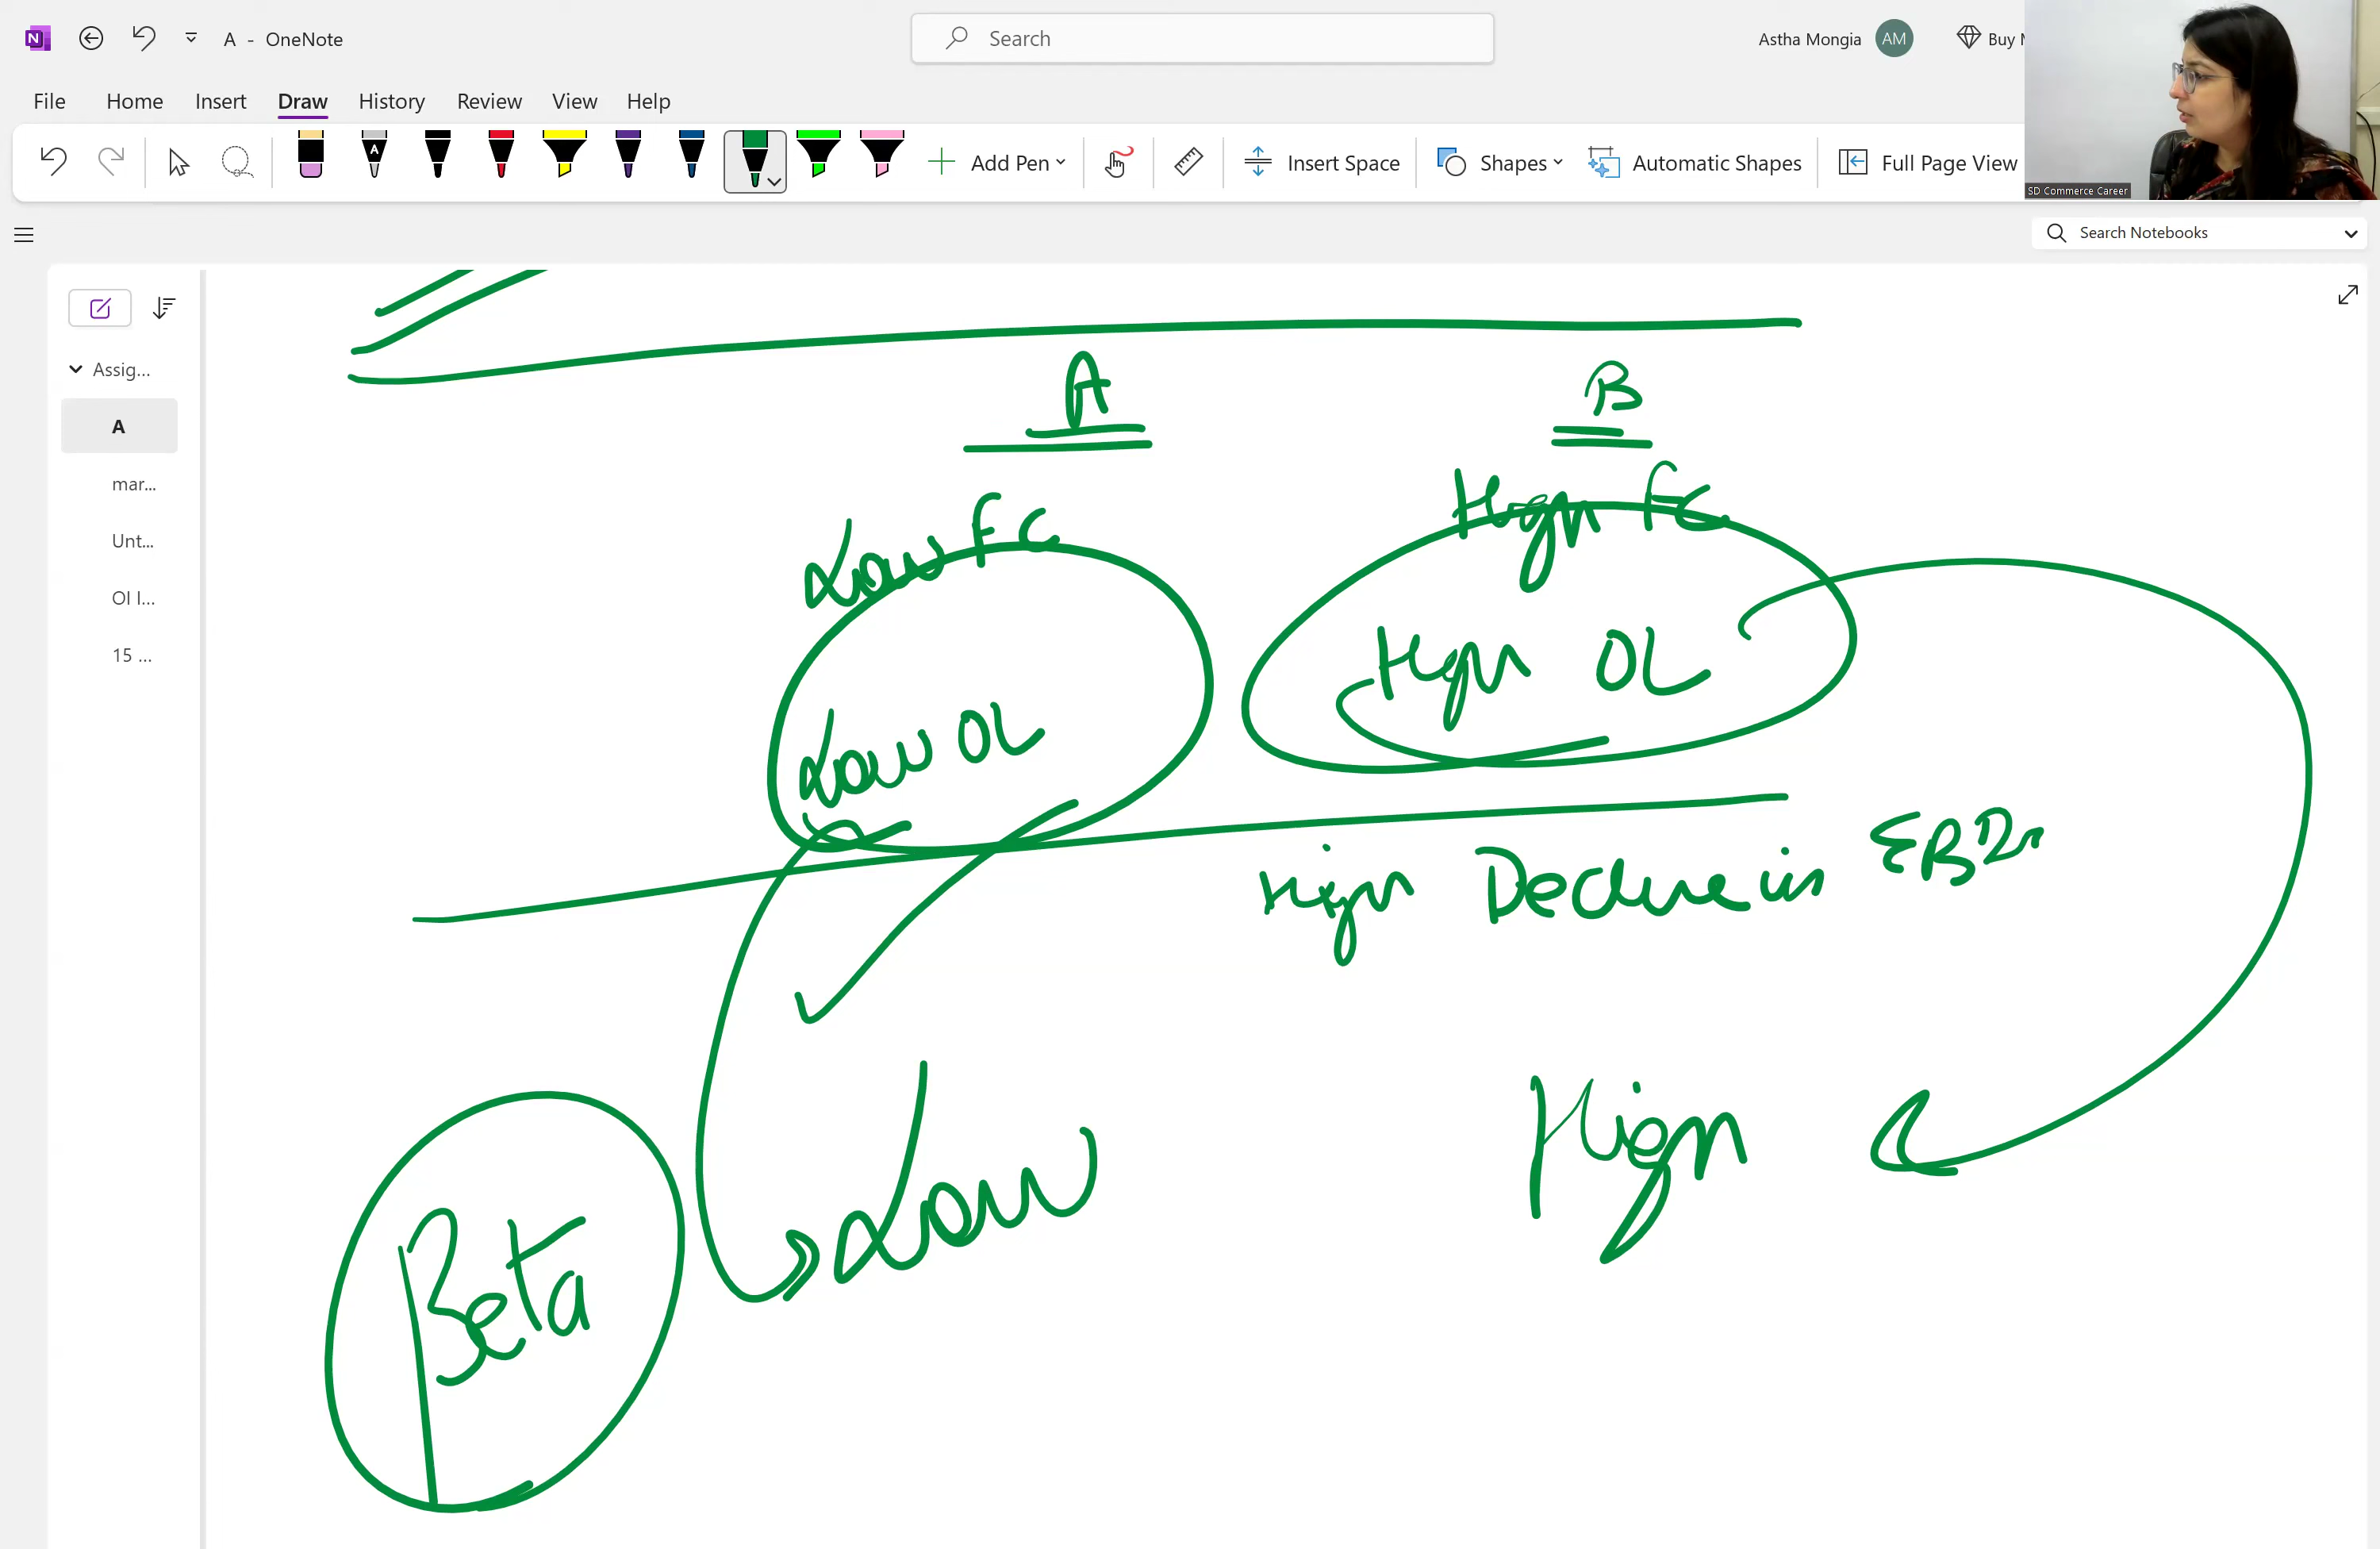 A - OneNote
Search
Astha Mongia AM Buy
File Home Insert Draw History Review View Help
Add Pen Insert Space Shapes Automatic Shapes Full Page View
SD Commerce Career
Search Notebooks
Assig...
A
mar...
Unt...
OI I...
15 ...
A B
Low FC High FC
Low OL High OL
High Decline in
Low High
Beta